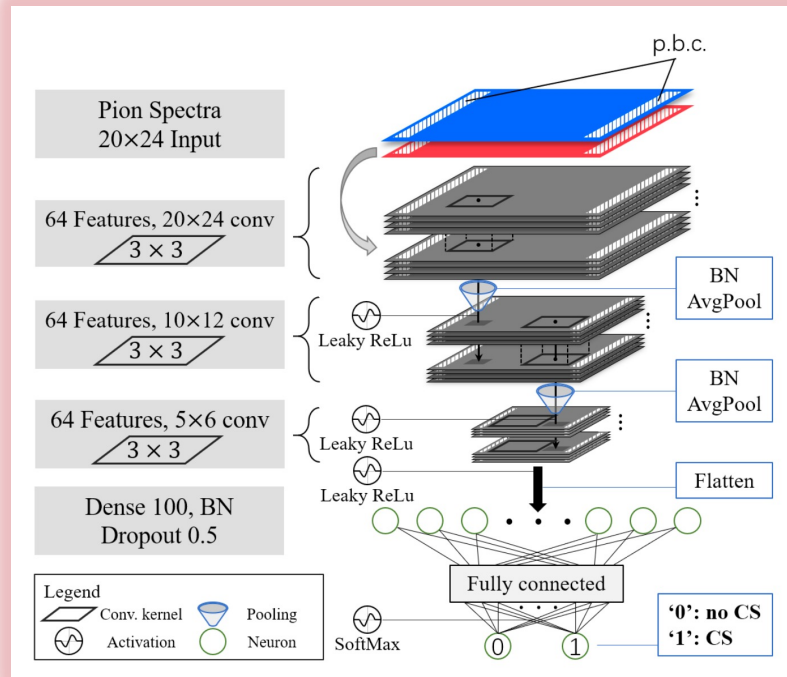 p.b.c.
Pion Spectra
20×24 Input
64 Features, 20×24 conv
3 × 3
BN
AvgPool
64 Features, 10×12 conv
3 × 3
Leaky ReLu
BN
AvgPool
64 Features, 5×6 conv
3 × 3
Leaky ReLu
Leaky ReLu
Flatten
Dense 100, BN
Dropout 0.5
Fully connected
Legend
Conv. kernel
Pooling
Activation
Neuron
SoftMax
0
1
‘0’: no CS
‘1’: CS